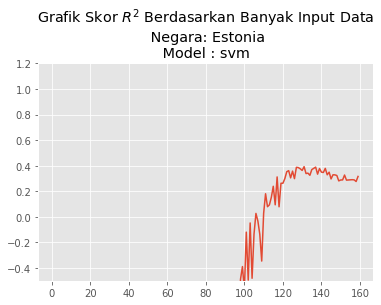 Grafik Skor $R^2$ Berdasarkan Banyak Input Data
Negara: Estonia
Model : svm
1.2
1.0
0.8
0.6
0.4
0.2
0.0
−0.2
−0.4
0 20 40 60 80 100 120 140 160